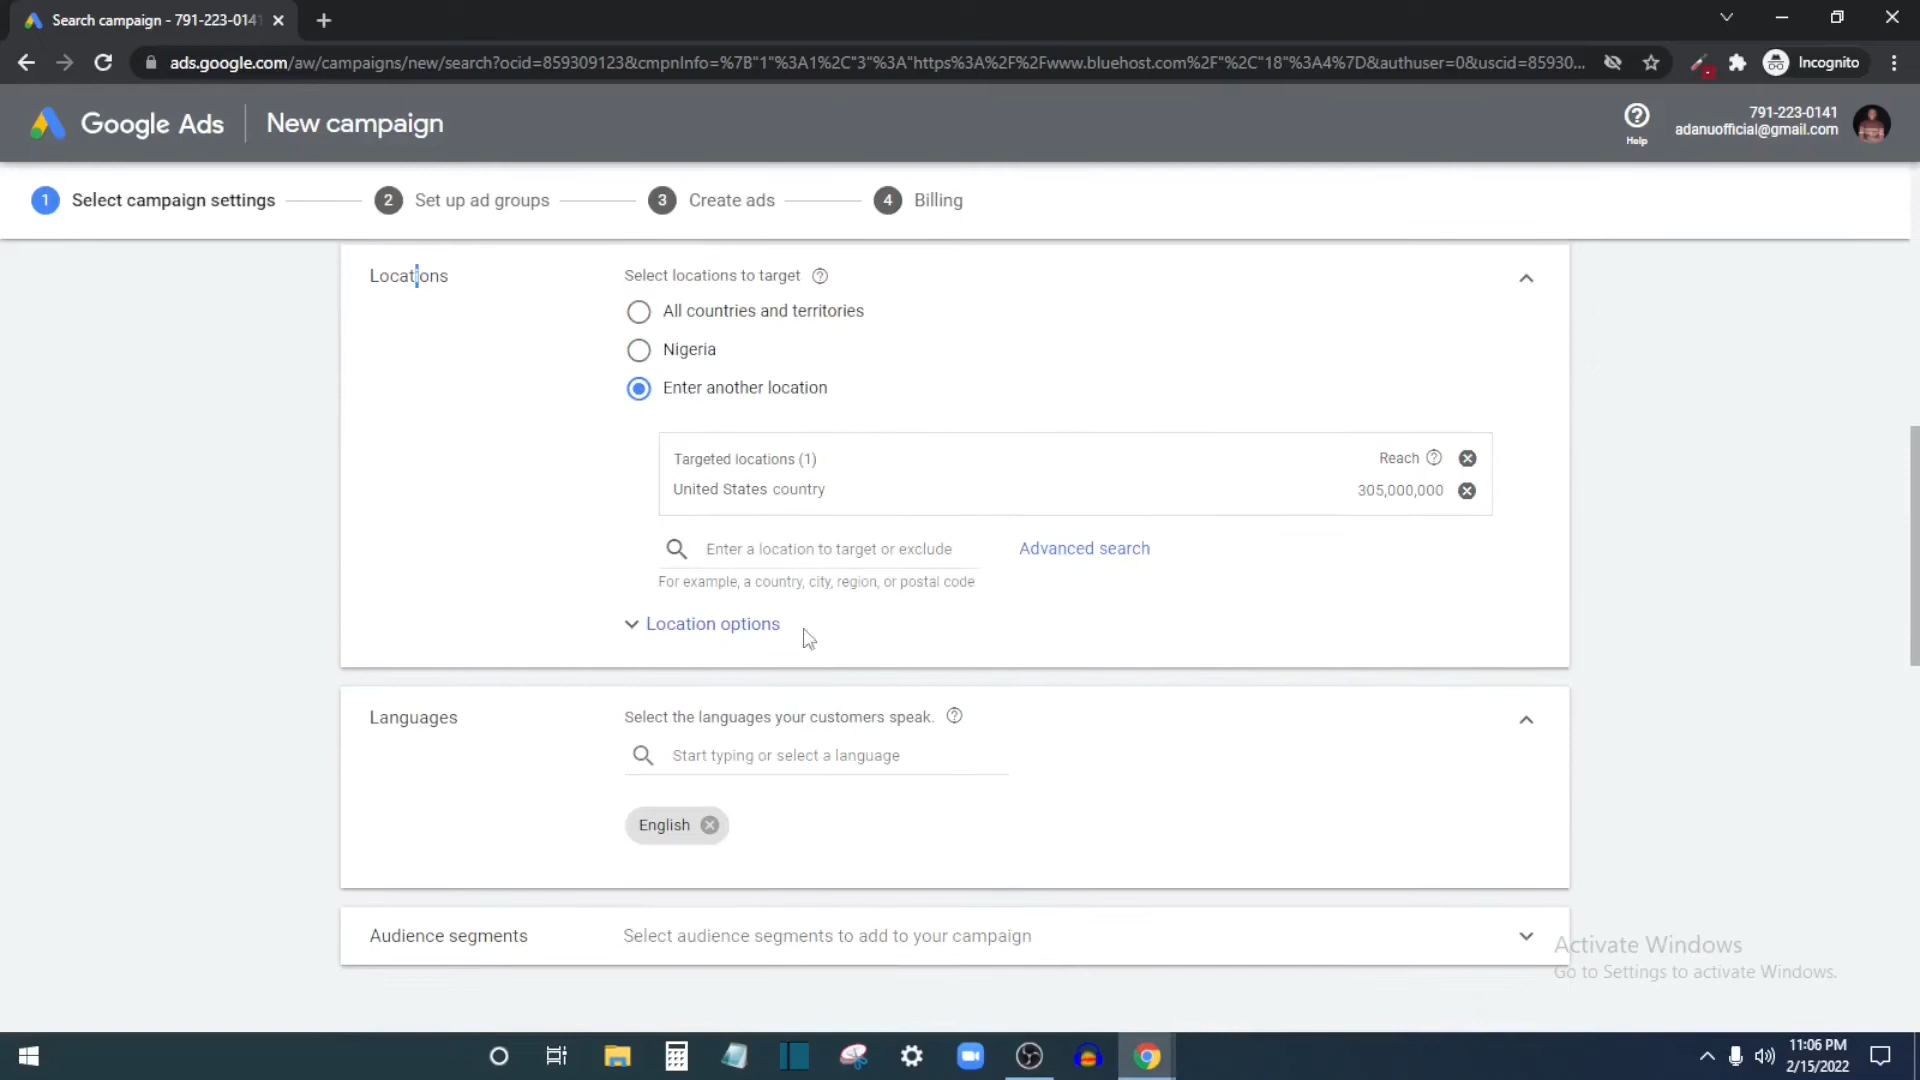 Search campaign - 791-223-0141
ads.google.com/aw/campaigns/new/search?ocid=859309123&cmpnInfo=%7B"1"%3A1%2C"3"%3A"https%3A%2F%2Fwww.bluehost.com%2F"%2C"18"%3A4%7D&authuser=0&uscid=85930...
Incognito
Google Ads
New campaign
Help
791-223-0141
adanuofficial@gmail.com
1 Select campaign settings
2 Set up ad groups
3 Create ads
4 Billing
Locations
Select locations to target
All countries and territories
Nigeria
Enter another location
Targeted locations (1)
Reach
United States country
305,000,000
Enter a location to target or exclude
Advanced search
For example, a country, city, region, or postal code
Location options
Languages
Select the languages your customers speak.
Start typing or select a language
English
Audience segments
Select audience segments to add to your campaign
Activate Windows
Go to Settings to activate Windows.
11:06 PM
2/15/2022